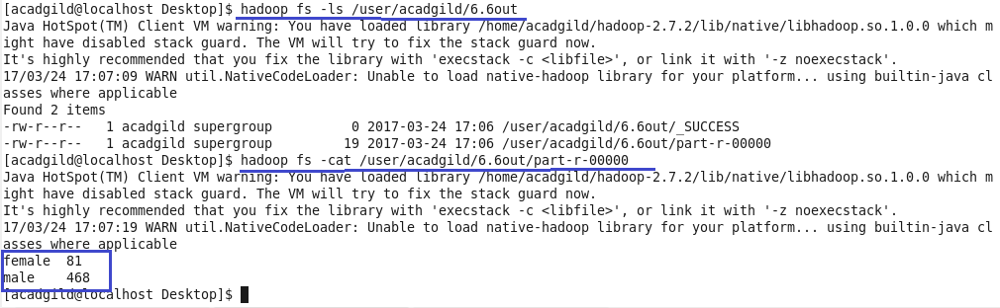 [acadgild@localhost Desktop]$ hadoop fs -ls /user/acadgild/6.6out
Java HotSpot(TM) Client VM warning: You have loaded library /home/acadgild/hadoop-2.7.2/lib/native/libhadoop.so.1.0.0 which m
ight have disabled stack guard. The VM will try to fix the stack guard now.
It's highly recommended that you fix the library with 'execstack -c <libfile>', or link it with '-z noexecstack'.
17/03/24 17:07:09 WARN util.NativeCodeLoader: Unable to load native-hadoop library for your platform... using builtin-java cl
asses where applicable
Found 2 items
-rw-r--r--   1 acadgild supergroup          0 2017-03-24 17:06 /user/acadgild/6.6out/_SUCCESS
-rw-r--r--   1 acadgild supergroup         19 2017-03-24 17:06 /user/acadgild/6.6out/part-r-00000
[acadgild@localhost Desktop]$ hadoop fs -cat /user/acadgild/6.6out/part-r-00000
Java HotSpot(TM) Client VM warning: You have loaded library /home/acadgild/hadoop-2.7.2/lib/native/libhadoop.so.1.0.0 which m
ight have disabled stack guard. The VM will try to fix the stack guard now.
It's highly recommended that you fix the library with 'execstack -c <libfile>', or link it with '-z noexecstack'.
17/03/24 17:07:19 WARN util.NativeCodeLoader: Unable to load native-hadoop library for your platform... using builtin-java cl
asses where applicable
female  81
male    468
[acadgild@localhost Desktop]$